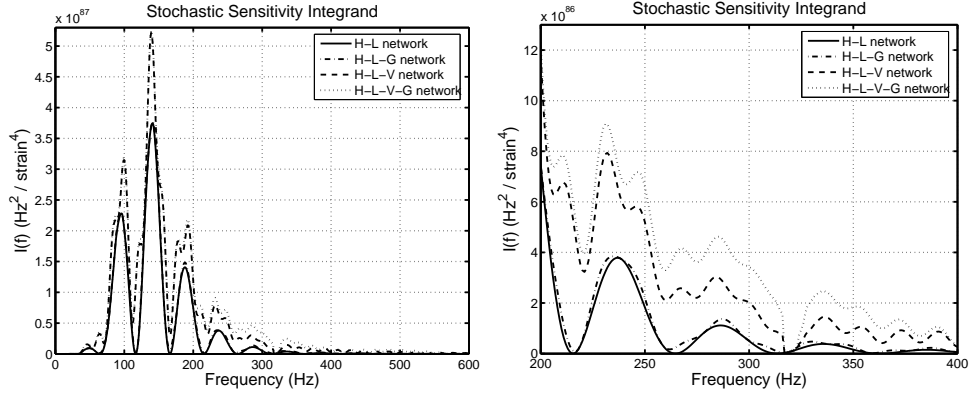 Stochastic Sensitivity Integrand
x 10^87
5
4.5
4
3.5
3
2.5
2
1.5
1
0.5
0
0 100 200 300 400 500 600
Frequency (Hz)
I(f) (Hz^2 / strain^4)
H−L network
H−L−G network
H−L−V network
H−L−V−G network
Stochastic Sensitivity Integrand
x 10^86
12
10
8
6
4
2
0
200 250 300 350 400
Frequency (Hz)
I(f) (Hz^2 / strain^4)
H−L network
H−L−G network
H−L−V network
H−L−V−G network